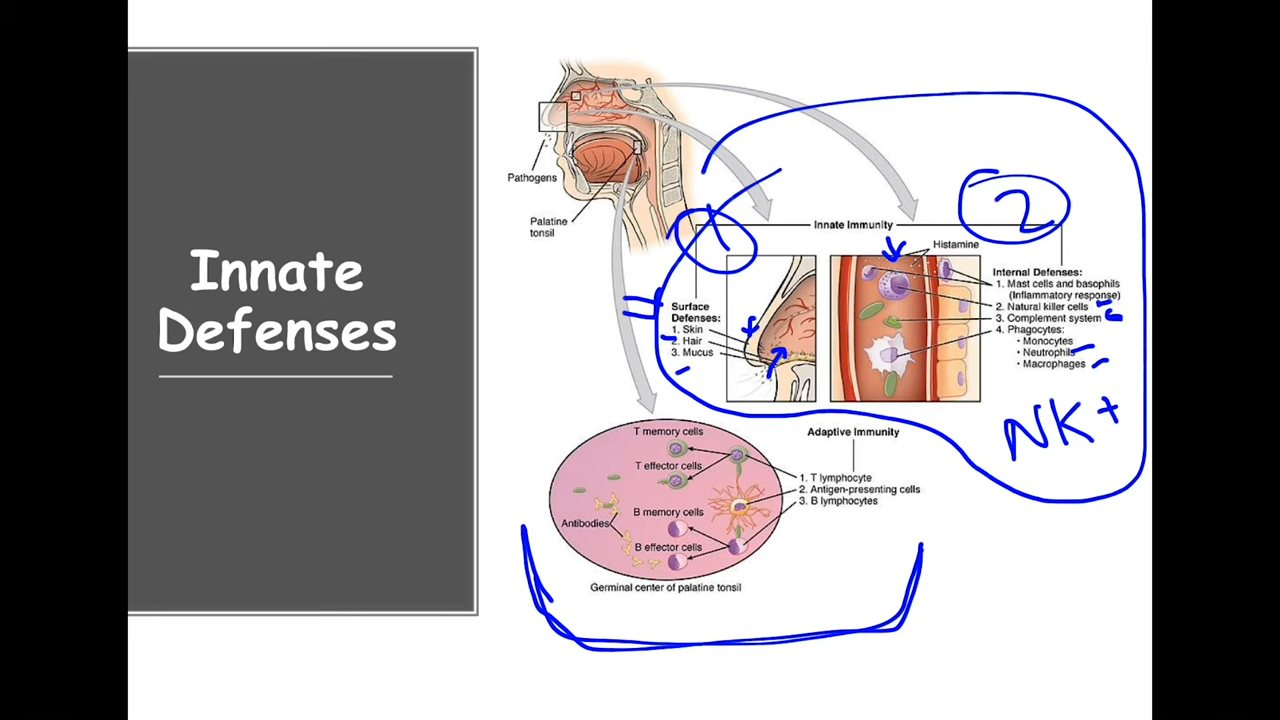 Innate
Defenses
Pathogens
Palatine
tonsil
Innate Immunity
1
2
Histamine
Surface
Defenses:
1. Skin
2. Hair
3. Mucus
Internal Defenses:
1. Mast cells and basophils
(Inflammatory response)
2. Natural killer cells
3. Complement system
4. Phagocytes:
• Monocytes
• Neutrophils
• Macrophages
NK+
Adaptive Immunity
1. T lymphocyte
2. Antigen-presenting cells
3. B lymphocytes
T memory cells
T effector cells
B memory cells
Antibodies
B effector cells
Germinal center of palatine tonsil